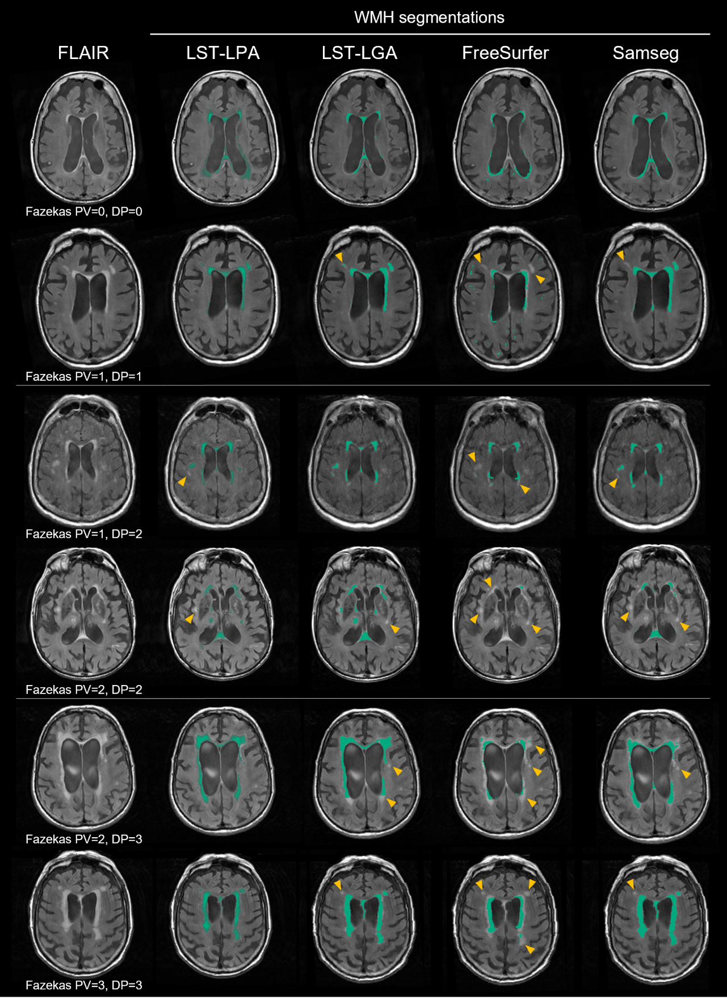 WMH segmentations
FLAIR LST-LPA LST-LGA FreeSurfer Samseg
Fazekas PV=0, DP=0
Fazekas PV=1, DP=1
Fazekas PV=1, DP=2
Fazekas PV=2, DP=2
Fazekas PV=2, DP=3
Fazekas PV=3, DP=3